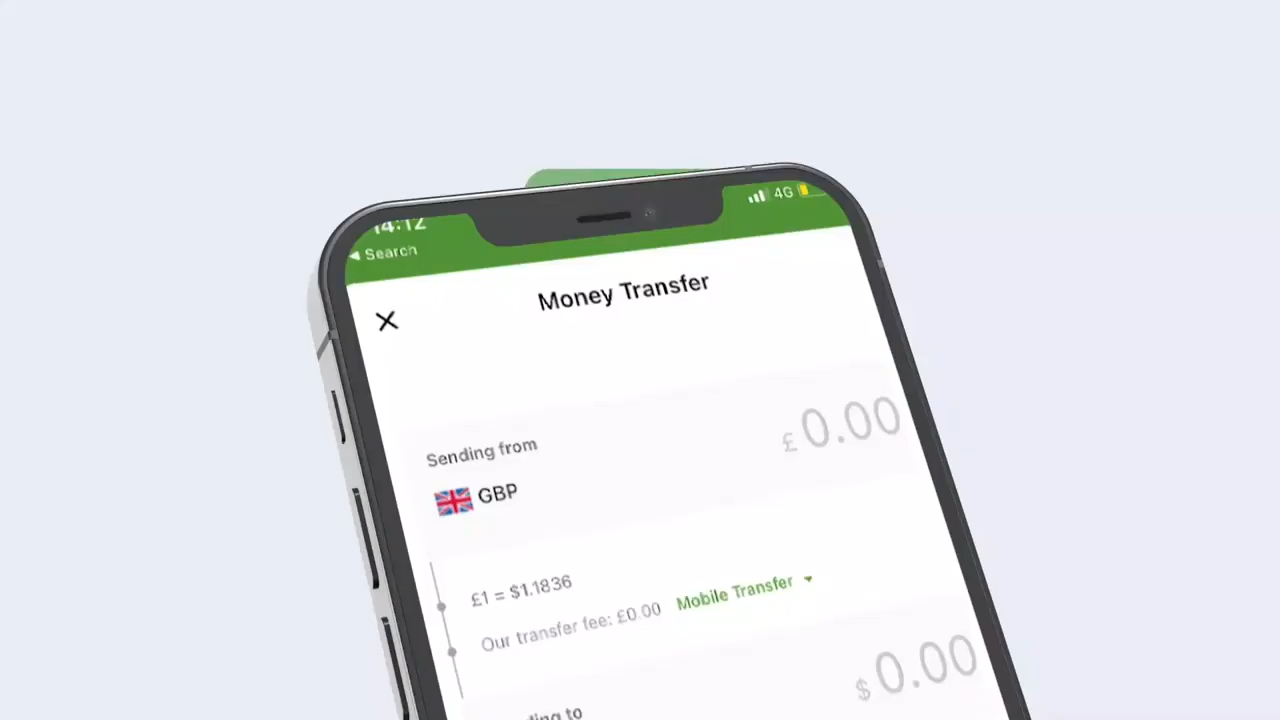 14:12
4G
◀ Search
Money Transfer
Sending from
£ 0.00
GBP
£1 = $1.1836
Our transfer fee: £0.00 Mobile Transfer
$ 0.00
to